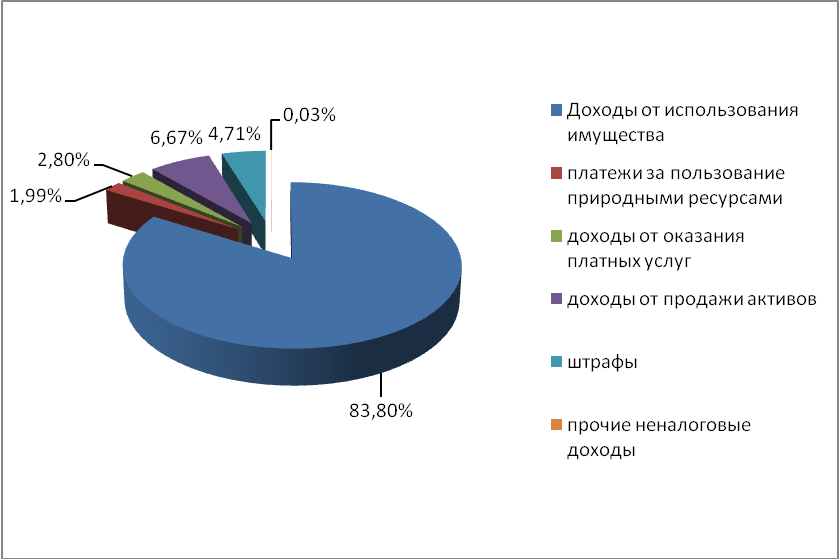 0,03%
6,67%
4,71%
2,80%
1,99%
83,80%
Доходы от использования
имущества
платежи за пользование
природными ресурсами
доходы от оказания
платных услуг
доходы от продажи активов
штрафы
прочие неналоговые
доходы